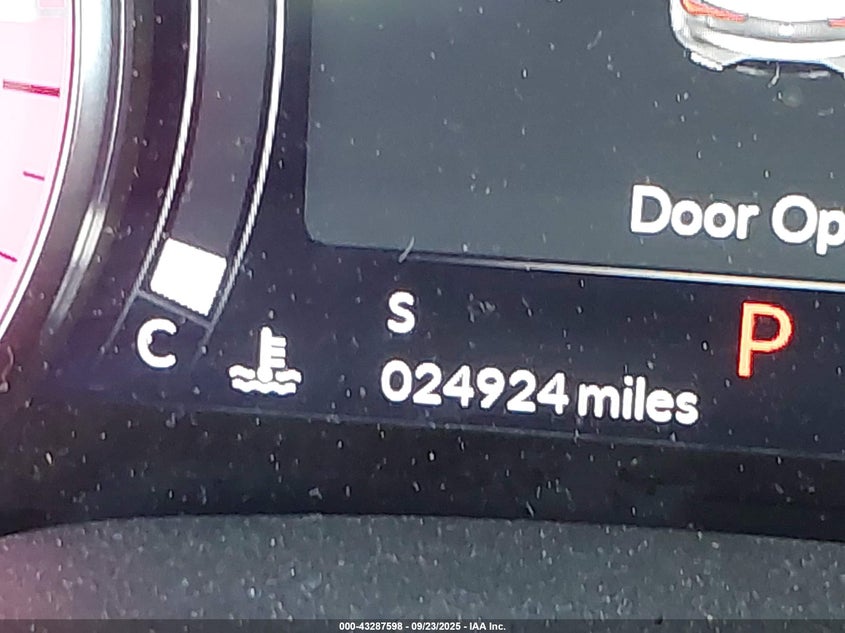 Door Op
S
P
C
024924 miles
000-43287598 - 09/23/2025 - IAA Inc.